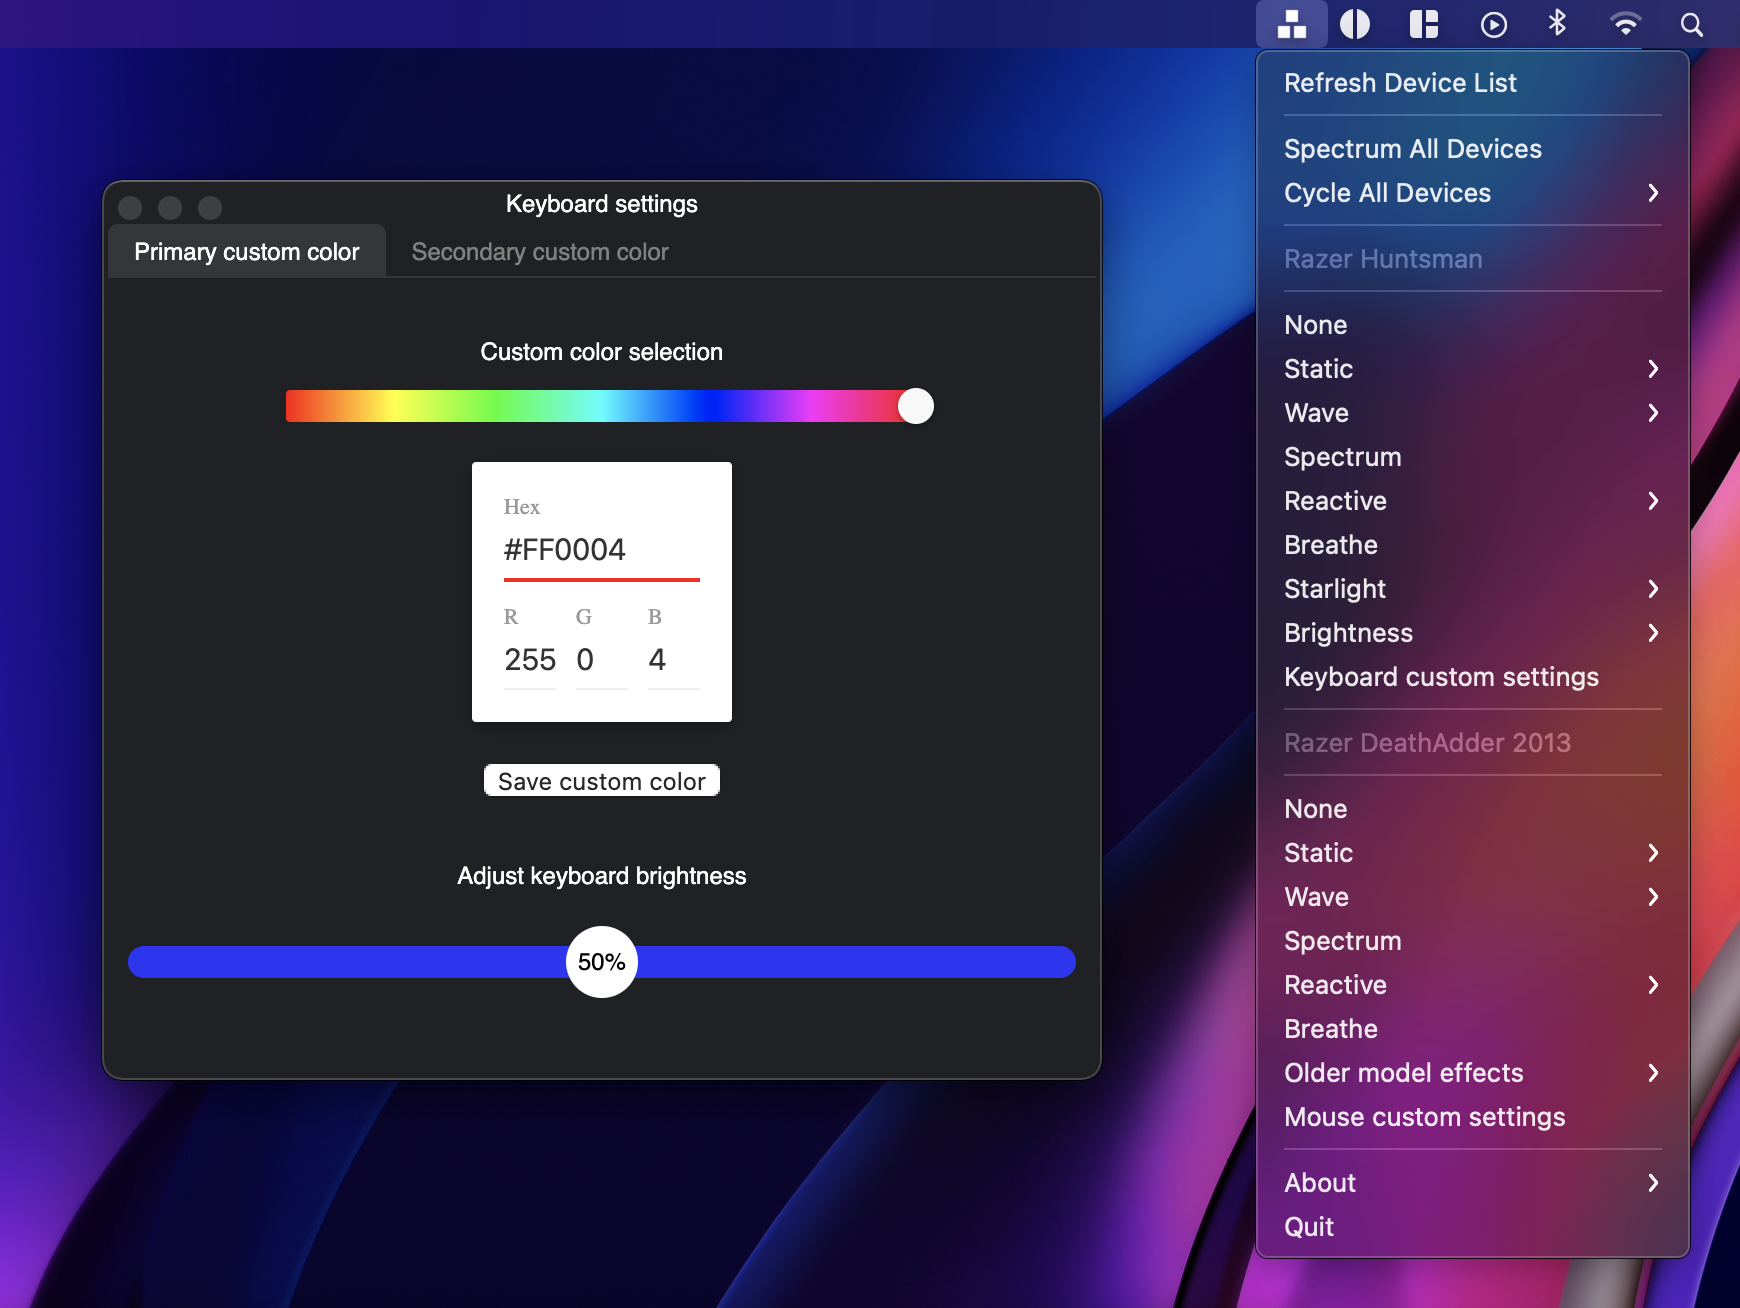 Keyboard settings
Primary custom color
Secondary custom color
Custom color selection
Hex
#FF0004
R G B
255 0 4
Save custom color
Adjust keyboard brightness
50%
Refresh Device List
Spectrum All Devices
Cycle All Devices
Razer Huntsman
None
Static
Wave
Spectrum
Reactive
Breathe
Starlight
Brightness
Keyboard custom settings
Razer DeathAdder 2013
None
Static
Wave
Spectrum
Reactive
Breathe
Older model effects
Mouse custom settings
About
Quit